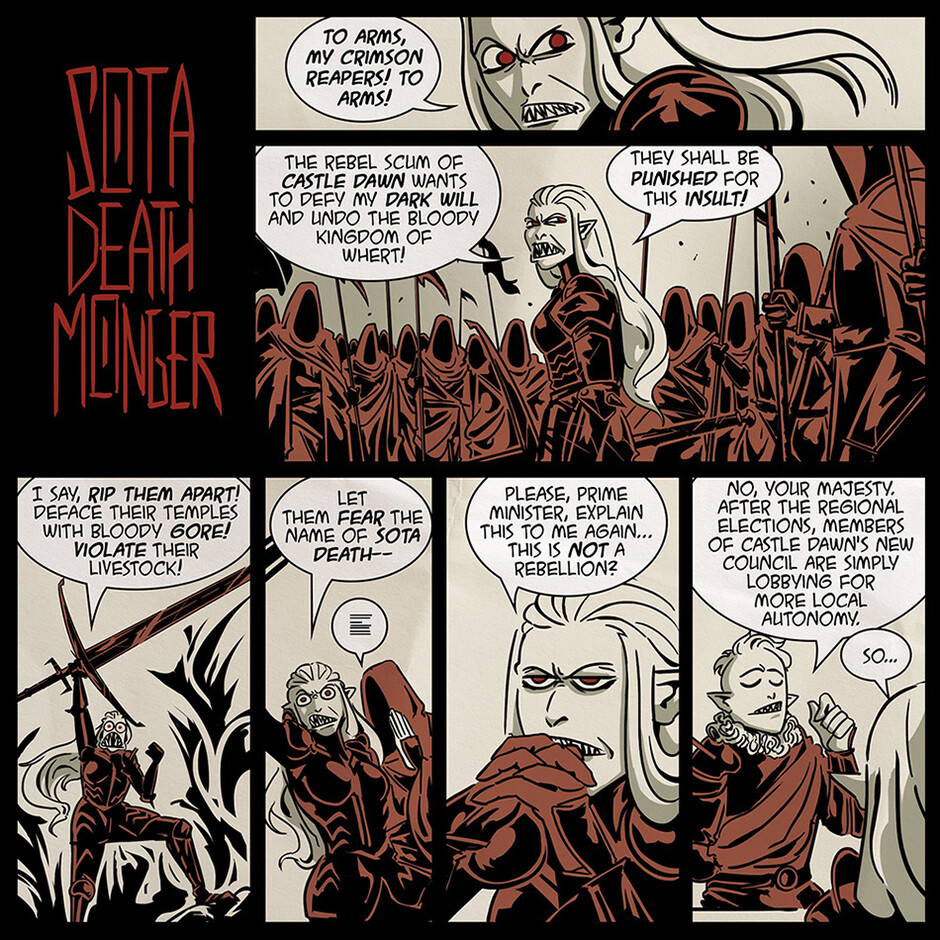 SOTA
DEATH
MONGER
TO ARMS,
MY CRIMSON
REAPERS! TO
ARMS!
THE REBEL SCUM OF
CASTLE DAWN WANTS
TO DEFY MY DARK WILL
AND UNDO THE BLOODY
KINGDOM OF
WHERT!
THEY SHALL BE
PUNISHED FOR
THIS INSULT!
I SAY, RIP THEM APART!
DEFACE THEIR TEMPLES
WITH BLOODY GORE!
VIOLATE THEIR
LIVESTOCK!
LET
THEM FEAR THE
NAME OF SOTA
DEATH--
PLEASE, PRIME
MINISTER, EXPLAIN
THIS TO ME AGAIN...
THIS IS NOT A
REBELLION?
NO, YOUR MAJESTY.
AFTER THE REGIONAL
ELECTIONS, MEMBERS
OF CASTLE DAWN'S NEW
COUNCIL ARE SIMPLY
LOBBYING FOR
MORE LOCAL
AUTONOMY.
SO...